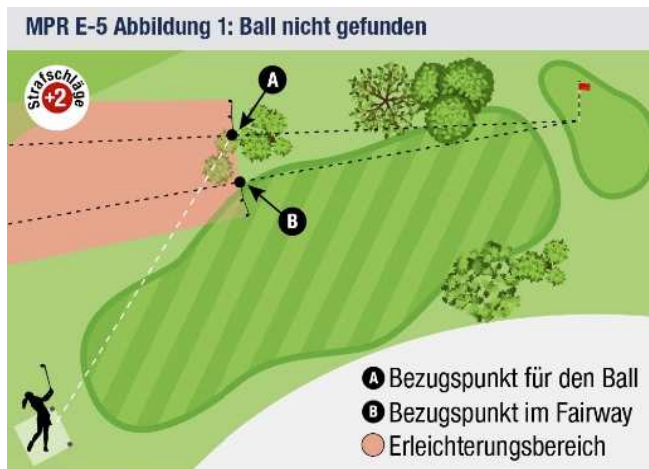 MPR E-5 Abbildung 1: Ball nicht gefunden
Strafschläge
+2
A
B
A Bezugspunkt für den Ball
B Bezugspunkt im Fairway
Erleichterungsbereich